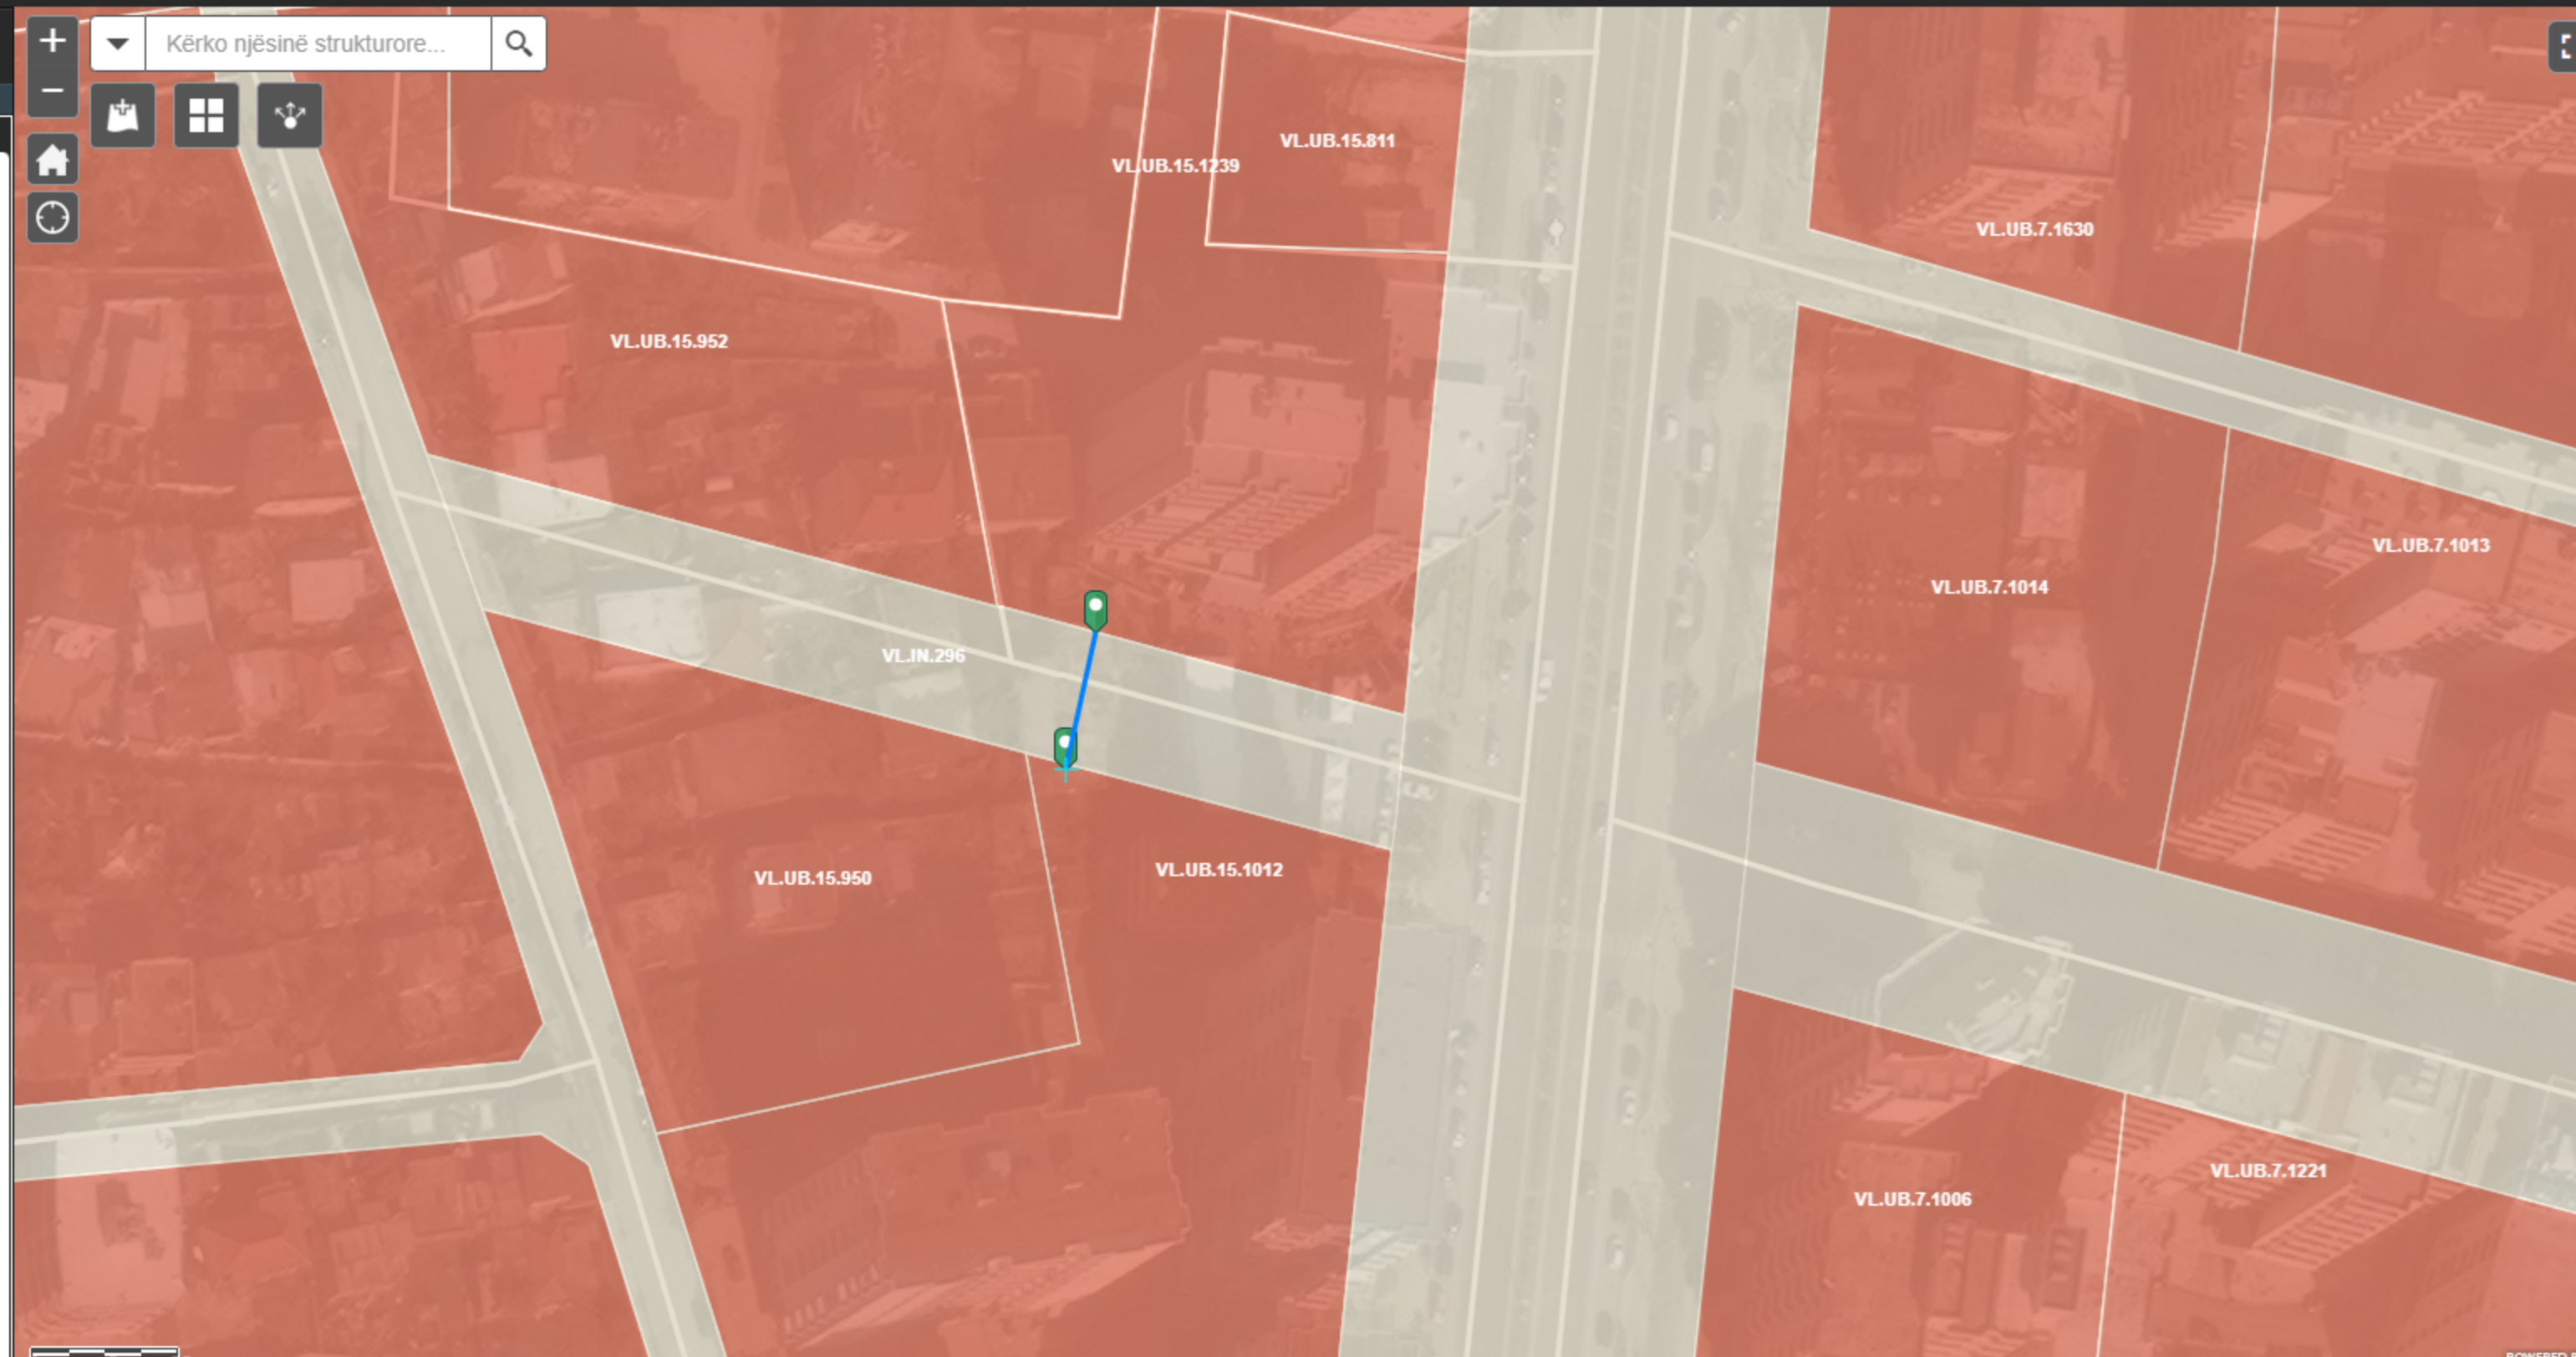 Kërko njësinë strukturore...
VL.UB.15.811
VL.UB.15.1239
VL.UB.7.1630
VL.UB.15.952
VL.UB.7.1013
VL.UB.7.1014
VL.IN.296
VL.UB.15.950
VL.UB.15.1012
VL.UB.7.1221
VL.UB.7.1006